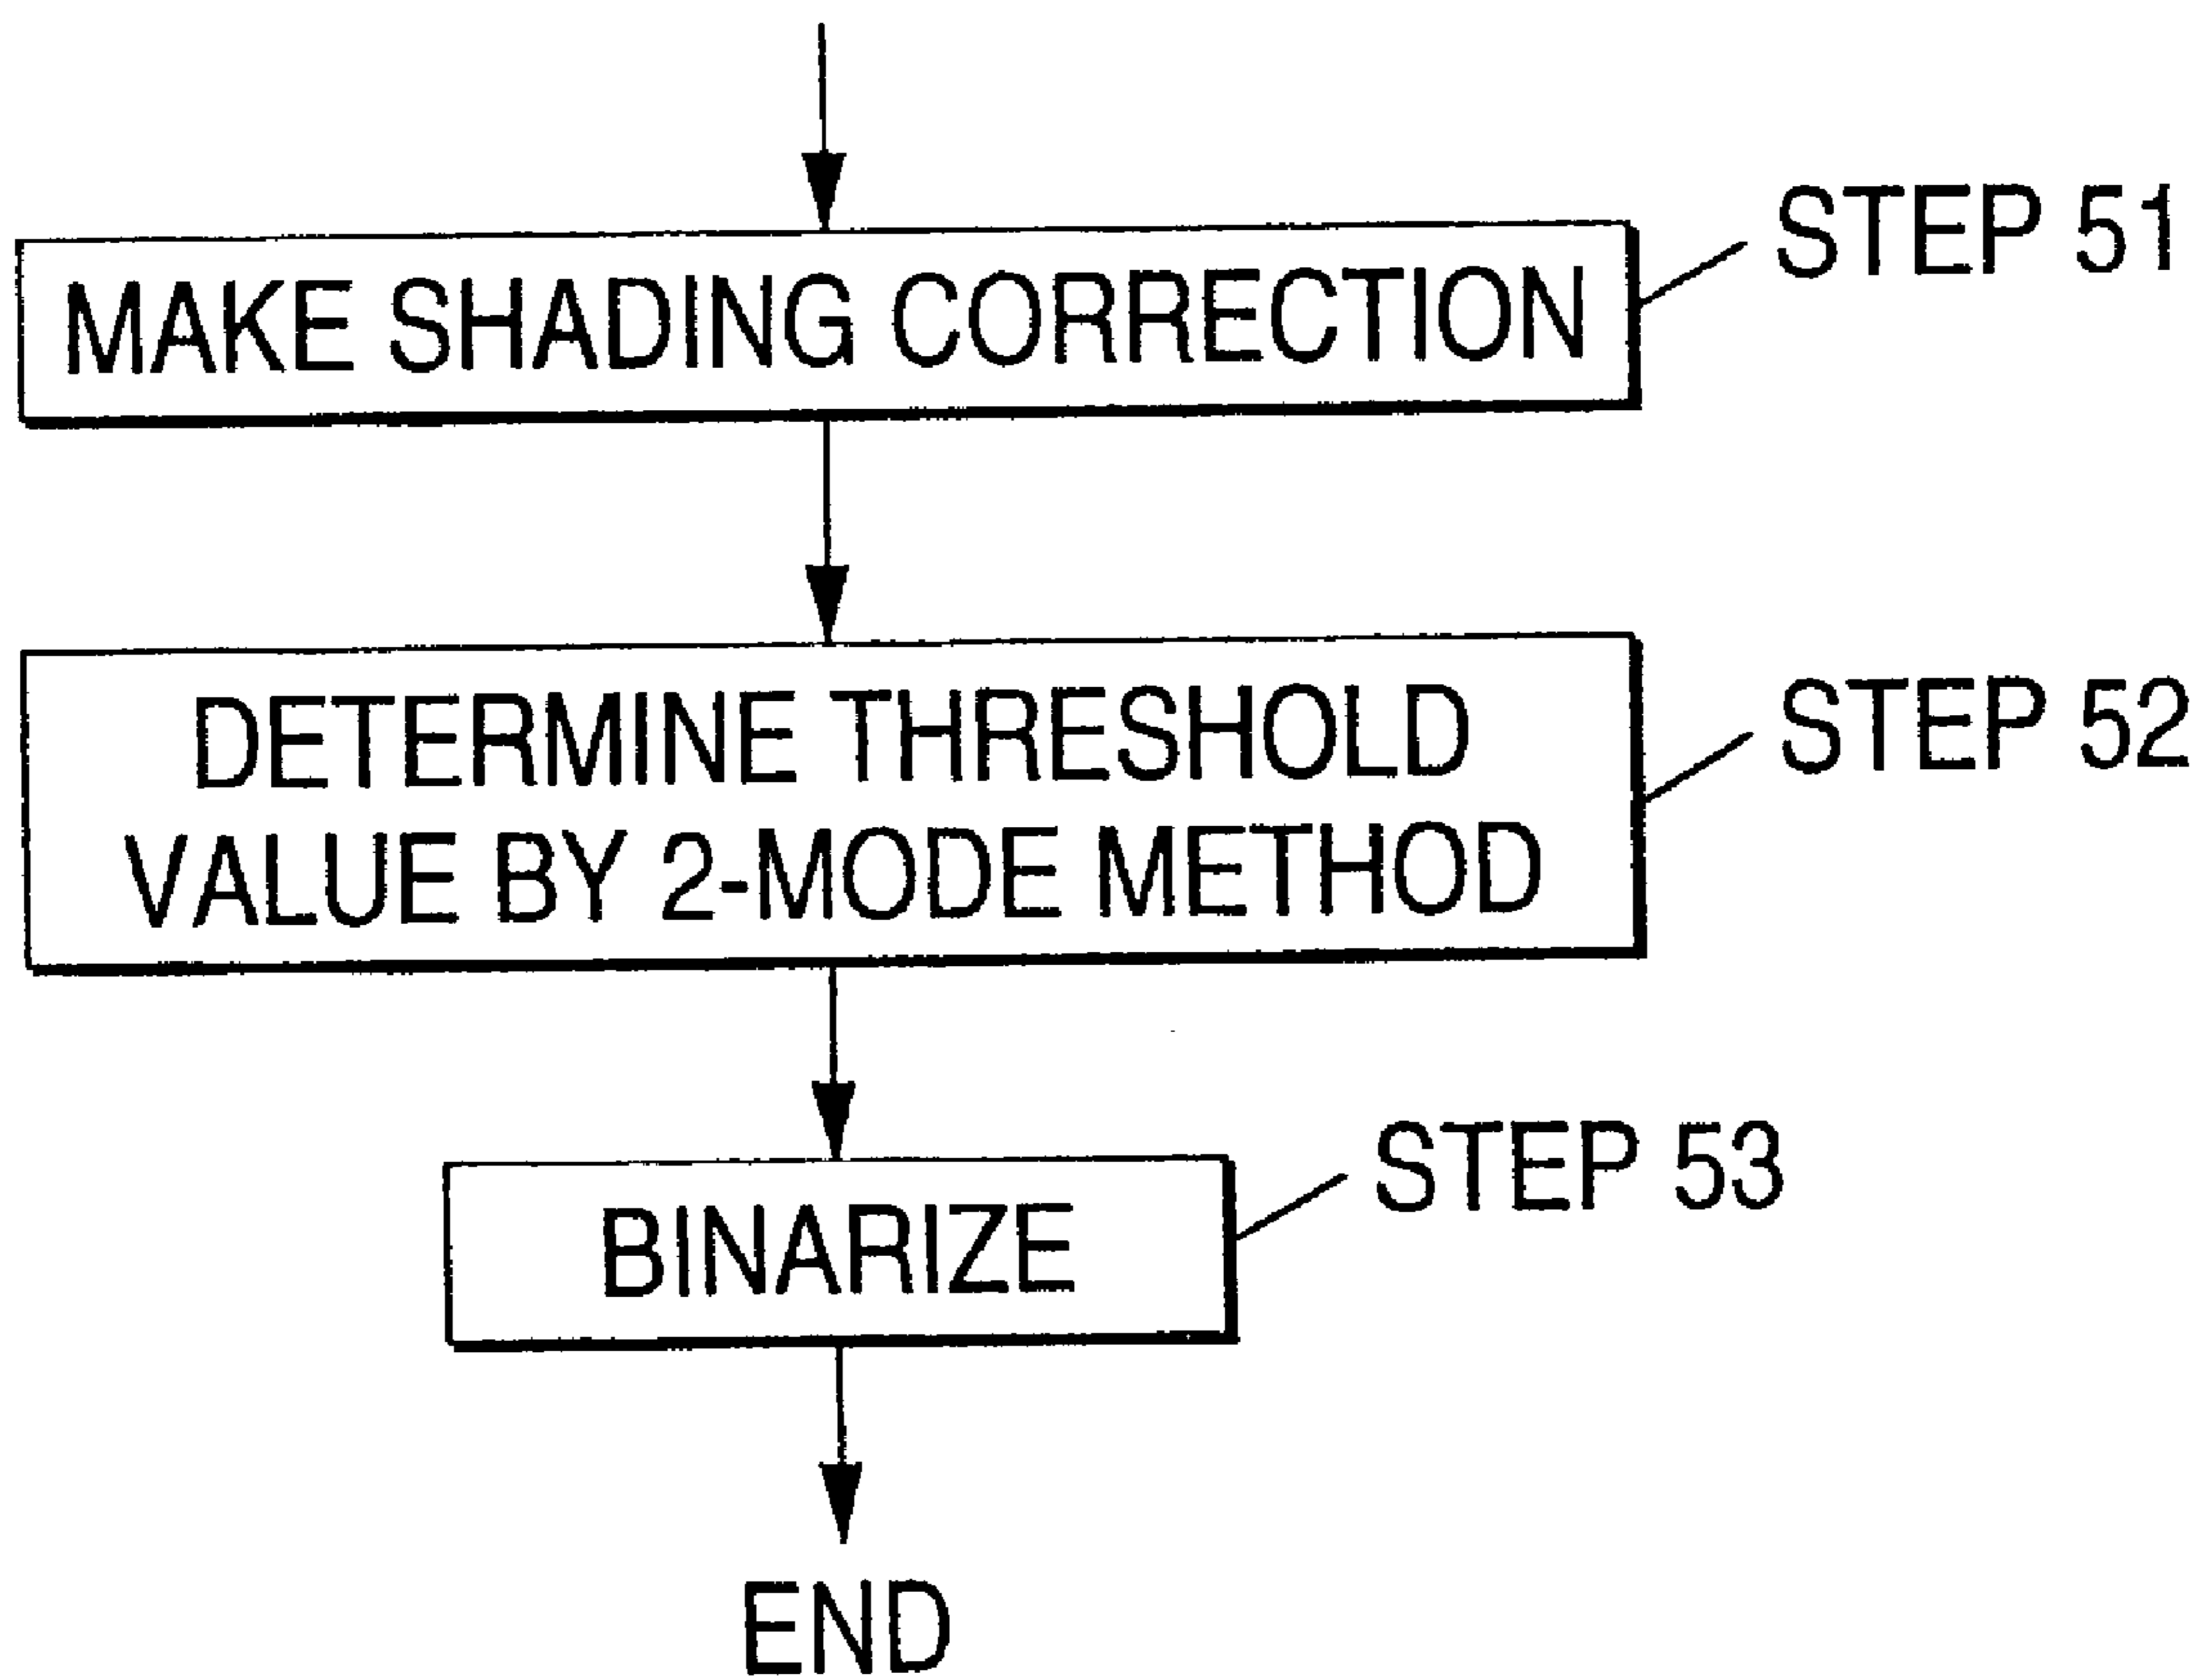 MAKE SHADING CORRECTION
STEP 51
DETERMINE THRESHOLD
VALUE BY 2-MODE METHOD
STEP 52
BINARIZE
STEP 53
END